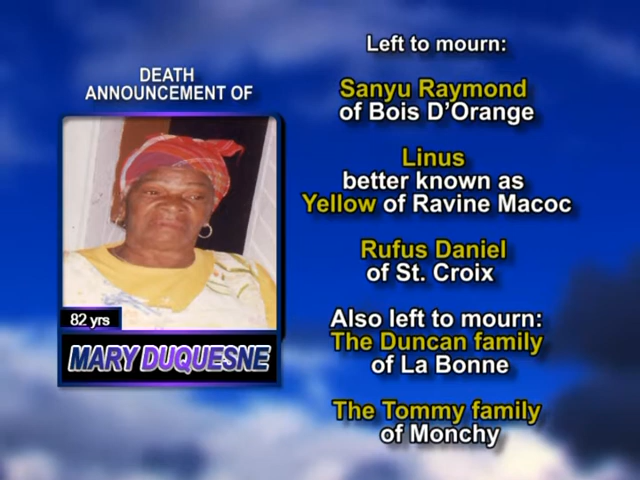 DEATH
ANNOUNCEMENT OF
82 yrs
MARY DUQUESNE
Left to mourn:
Sanyu Raymond
of Bois D'Orange
Linus
better known as
Yellow of Ravine Macoc
Rufus Daniel
of St. Croix
Also left to mourn:
The Duncan family
of La Bonne
The Tommy family
of Monchy